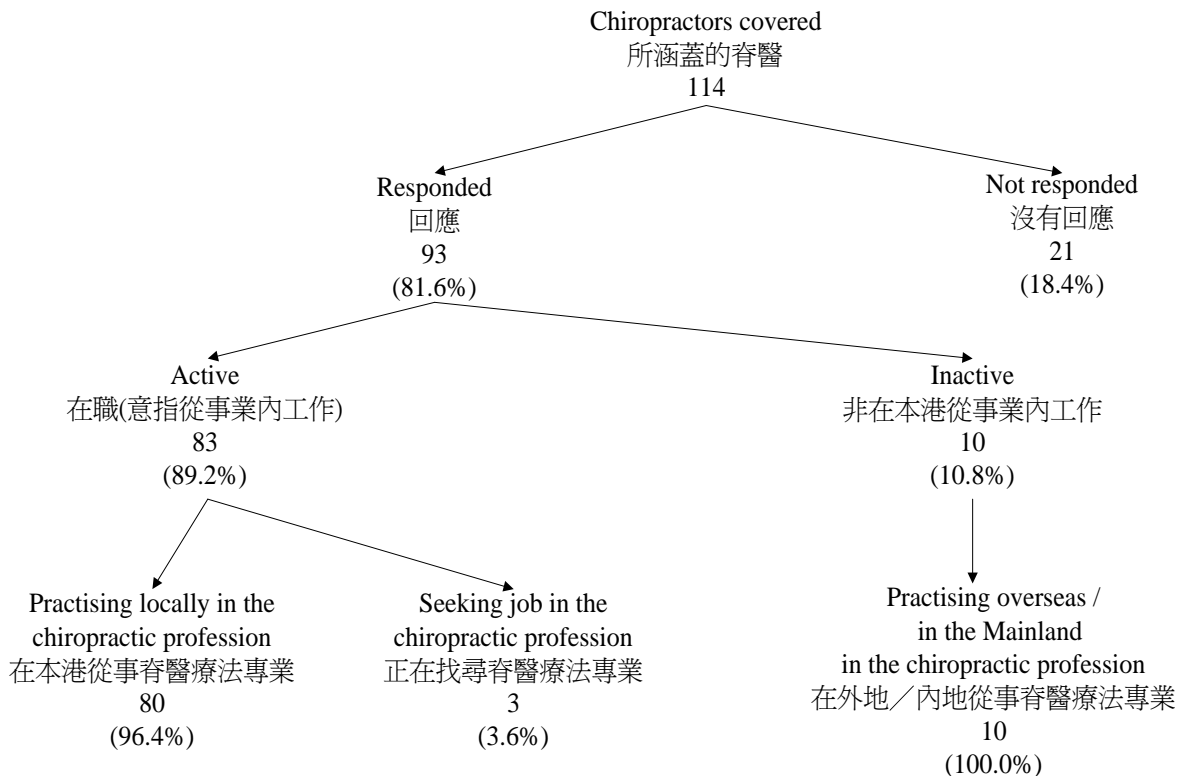 Chiropractors covered
所涵蓋的脊醫
114
Responded
回應
93
(81.6%)
Not responded
沒有回應
21
(18.4%)
Active
在職(意指從事業內工作)
83
(89.2%)
Inactive
非在本港從事業內工作
10
(10.8%)
Practising locally in the
chiropractic profession
在本港從事脊醫療法專業
80
(96.4%)
Seeking job in the
chiropractic profession
正在找尋脊醫療法專業
3
(3.6%)
Practising overseas /
in the Mainland
in the chiropractic profession
在外地／內地從事脊醫療法專業
10
(100.0%)